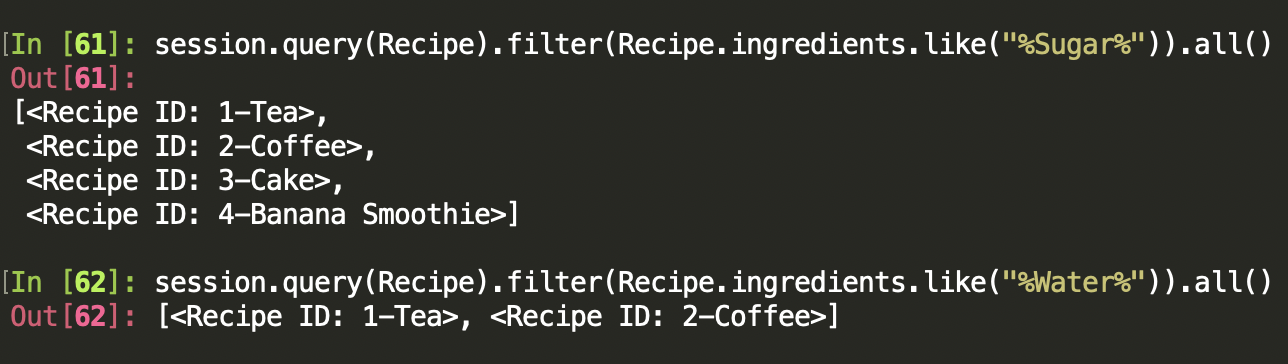 [In [61]: session.query(Recipe).filter(Recipe.ingredients.like("%Sugar%")).all()
Out[61]:
[<Recipe ID: 1-Tea>,
 <Recipe ID: 2-Coffee>,
 <Recipe ID: 3-Cake>,
 <Recipe ID: 4-Banana Smoothie>]
[In [62]: session.query(Recipe).filter(Recipe.ingredients.like("%Water%")).all()
Out[62]: [<Recipe ID: 1-Tea>, <Recipe ID: 2-Coffee>]